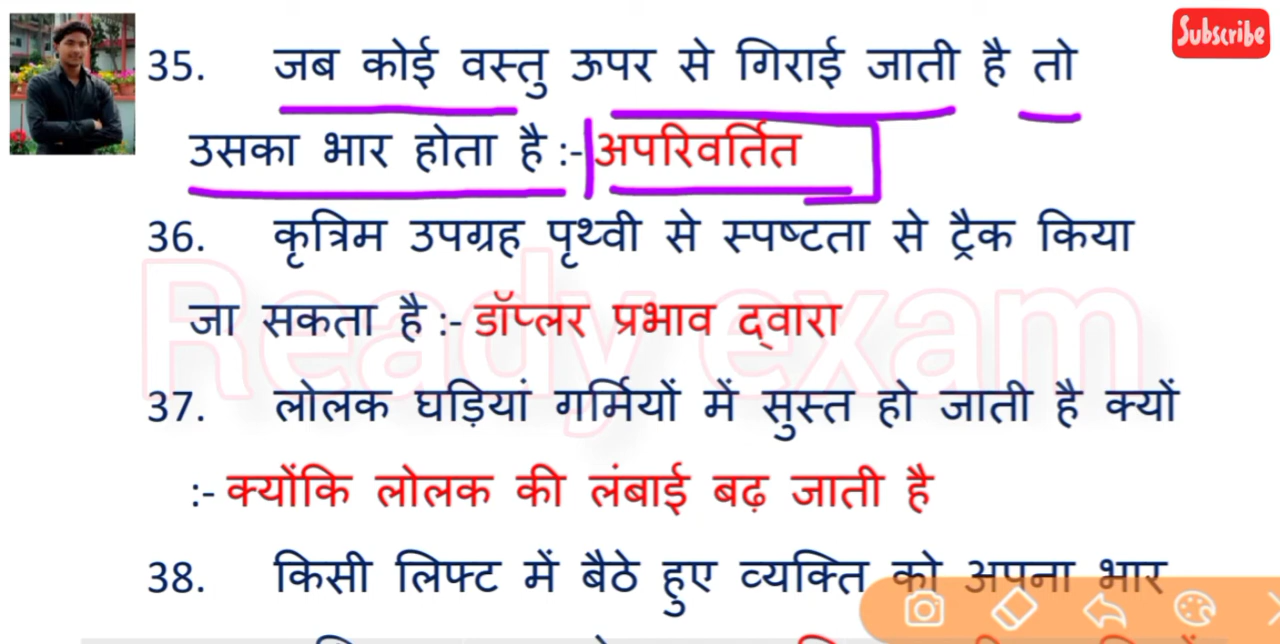 Subscribe
35. जब कोई वस्तु ऊपर से गिराई जाती है तो
उसका भार होता है :- अपरिवर्तित
36. कृत्रिम उपग्रह पृथ्वी से स्पष्टता से ट्रैक किया
जा सकता है :- डॉप्लर प्रभाव द्वारा
Ready exam
37. लोलक घड़ियां गर्मियों में सुस्त हो जाती है क्यों
:- क्योंकि लोलक की लंबाई बढ़ जाती है
38. किसी लिफ्ट में बैठे हुए व्यक्ति को अपना भार